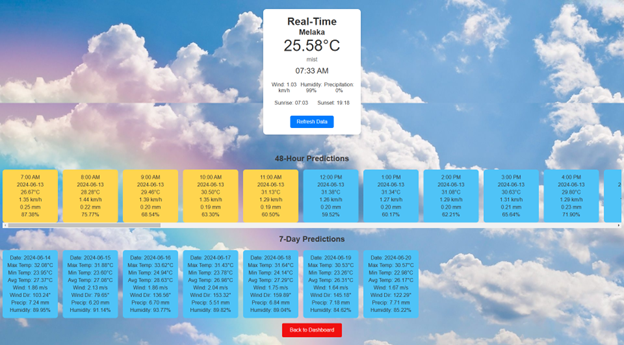 Real-Time
Melaka
25.58°C
mist
07:33 AM
Wind: 1.03 km/h Humidity: 99% Precipitation: 0%
Sunrise: 07:03 Sunset: 19:18
Refresh Data
48-Hour Predictions
7:00 AM 8:00 AM 9:00 AM 10:00 AM 11:00 AM 12:00 PM 1:00 PM 2:00 PM 3:00 PM 4:00 PM
2024-06-13 2024-06-13 2024-06-13 2024-06-13 2024-06-13 2024-06-13 2024-06-13 2024-06-13 2024-06-13 2024-06-13
26.67°C 28.28°C 29.46°C 30.50°C 31.13°C 31.38°C 31.34°C 31.08°C 30.63°C 29.80°C
1.35 km/h 1.44 km/h 1.39 km/h 1.35 km/h 1.29 km/h 1.26 km/h 1.27 km/h 1.29 km/h 1.31 km/h 1.29 km/h
0.25 mm 0.22 mm 0.20 mm 0.19 mm 0.19 mm 0.20 mm 0.20 mm 0.20 mm 0.21 mm 0.23 mm
87.38% 75.77% 68.54% 63.30% 60.50% 59.52% 60.17% 62.21% 65.64% 71.90%
7-Day Predictions
Date: 2024-06-14 Date: 2024-06-15 Date: 2024-06-16 Date: 2024-06-17 Date: 2024-06-18 Date: 2024-06-19 Date: 2024-06-20
Max Temp: 32.08°C Max Temp: 31.88°C Max Temp: 33.62°C Max Temp: 31.43°C Max Temp: 31.64°C Max Temp: 30.53°C Max Temp: 30.57°C
Min Temp: 23.95°C Min Temp: 23.60°C Min Temp: 24.94°C Min Temp: 23.78°C Min Temp: 24.14°C Min Temp: 23.26°C Min Temp: 22.98°C
Avg Temp: 27.37°C Avg Temp: 27.08°C Avg Temp: 28.63°C Avg Temp: 26.98°C Avg Temp: 27.29°C Avg Temp: 26.31°C Avg Temp: 26.17°C
Wind: 1.86 m/s Wind: 2.13 m/s Wind: 1.86 m/s Wind: 2.04 m/s Wind: 1.75 m/s Wind: 1.64 m/s Wind: 1.67 m/s
Wind Dir: 103.24° Wind Dir: 79.65° Wind Dir: 136.56° Wind Dir: 153.32° Wind Dir: 159.69° Wind Dir: 145.19° Wind Dir: 122.29°
Precip: 7.24 mm Precip: 6.20 mm Precip: 6.70 mm Precip: 5.51 mm Precip: 6.84 mm Precip: 7.18 mm Precip: 7.71 mm
Humidity: 89.95% Humidity: 81.14% Humidity: 83.77% Humidity: 89.92% Humidity: 89.04% Humidity: 84.62% Humidity: 85.22%
Back to Dashboard